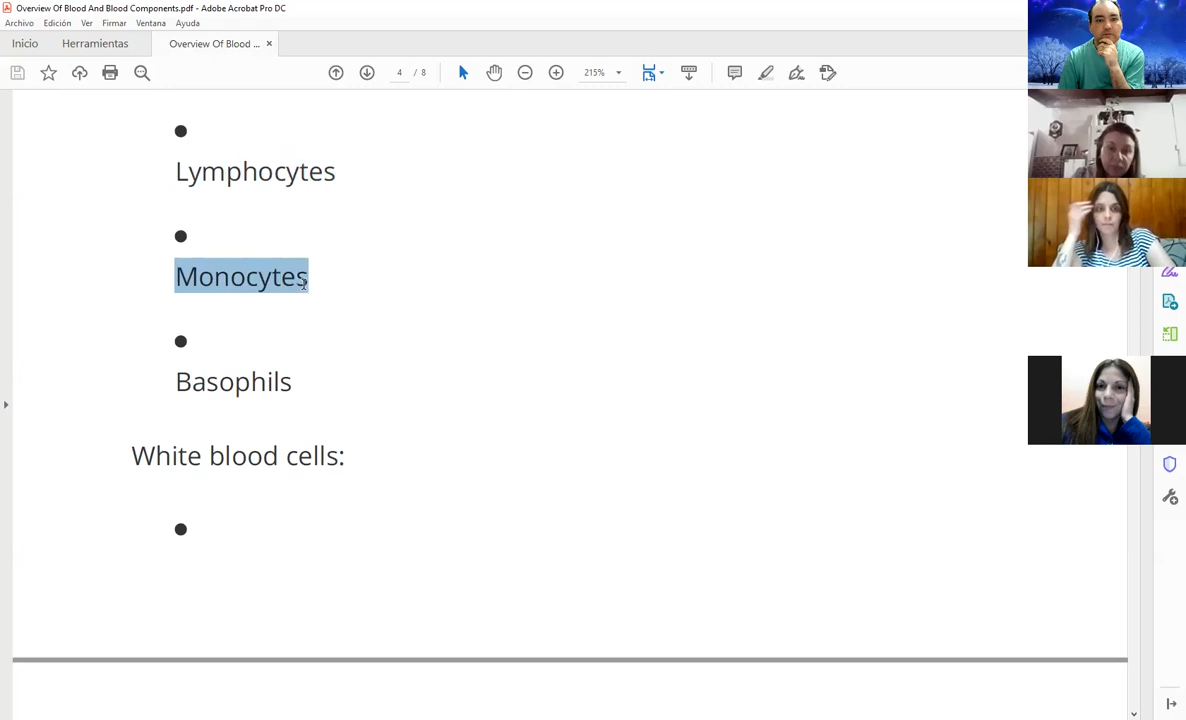 Overview Of Blood And Blood Components.pdf - Adobe Acrobat Pro DC
Archivo Edición Ver Firmar Ventana Ayuda
Inicio Herramientas Overview Of Blood ... ×
4 / 8 215%
● 
Lymphocytes
● 
Monocytes
● 
Basophils
White blood cells:
●